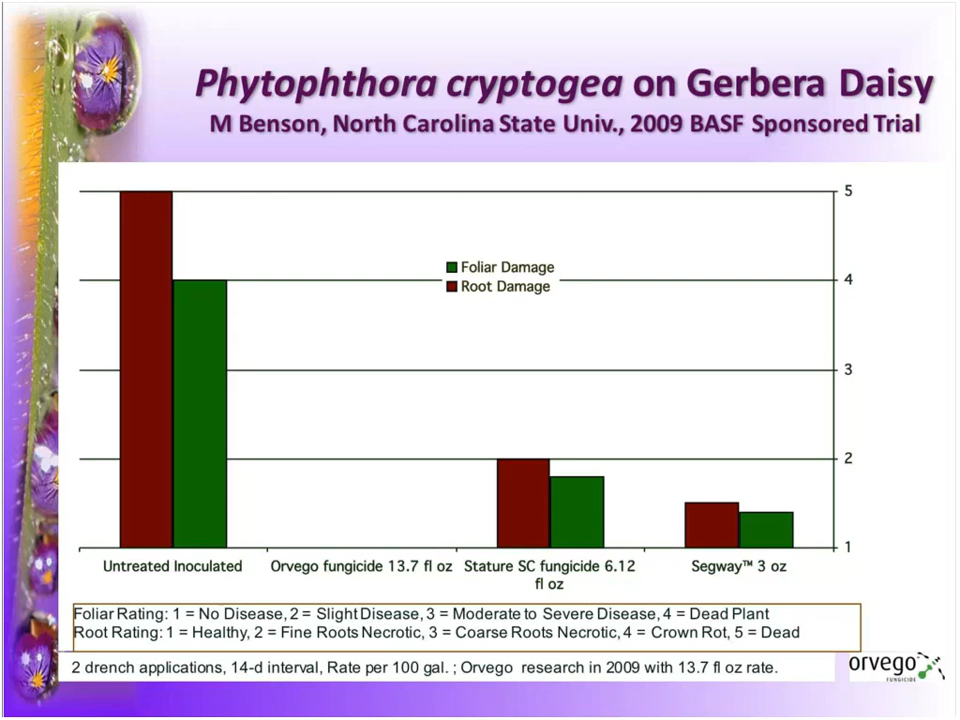 Phytophthora cryptogea on Gerbera Daisy
M Benson, North Carolina State Univ., 2009 BASF Sponsored Trial
5
Foliar Damage
Root Damage
4
3
2
1
Untreated Inoculated
Orvego fungicide 13.7 fl oz
Stature SC fungicide 6.12
fl oz
Segway™ 3 oz
Foliar Rating: 1 = No Disease, 2 = Slight Disease, 3 = Moderate to Severe Disease, 4 = Dead Plant
Root Rating: 1 = Healthy, 2 = Fine Roots Necrotic, 3 = Coarse Roots Necrotic, 4 = Crown Rot, 5 = Dead
2 drench applications, 14-d interval, Rate per 100 gal. ; Orvego research in 2009 with 13.7 fl oz rate.
orvego
FUNGICIDE